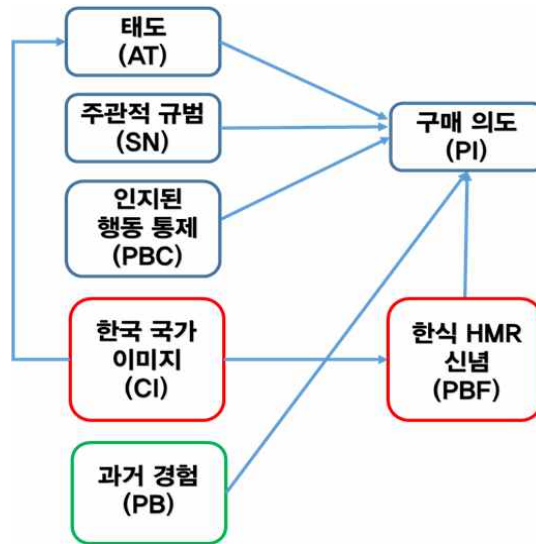 태도
(AT)
주관적 규범
(SN)
인지된
행동 통제
(PBC)
구매 의도
(PI)
한국 국가
이미지
(CI)
한식 HMR
신념
(PBF)
과거 경험
(PB)